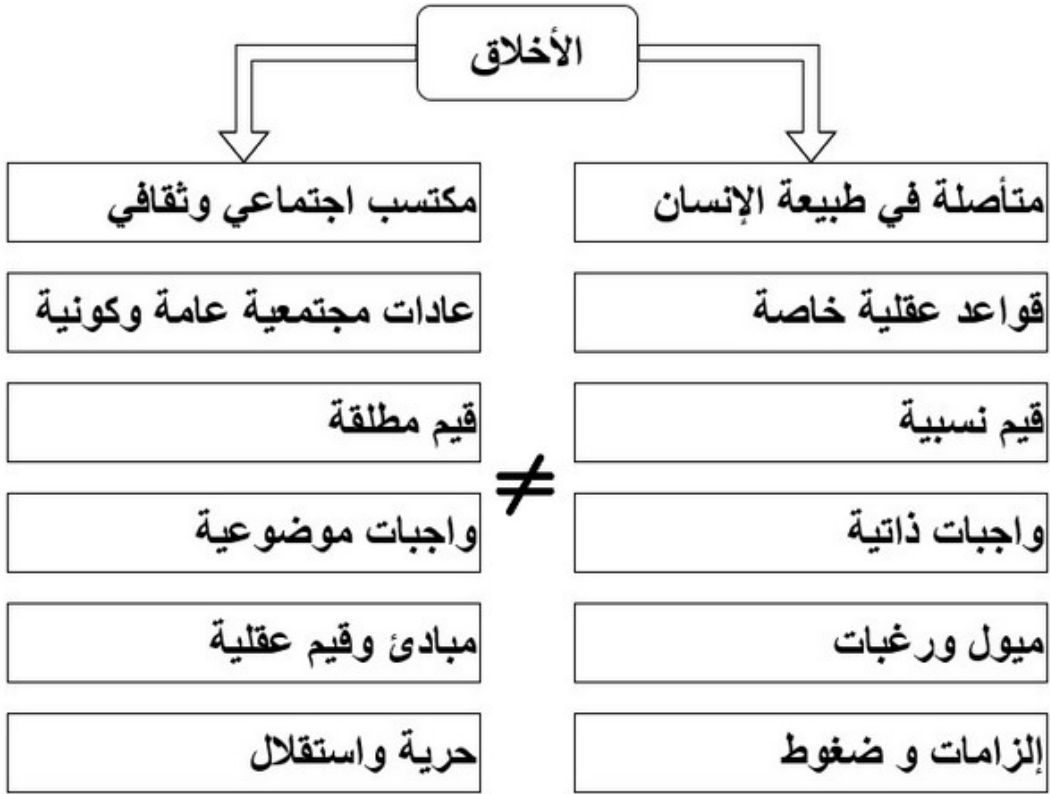 الأخلاق
متأصلة في طبيعة الإنسان
مكتسب اجتماعي وثقافي
قواعد عقلية خاصة
عادات مجتمعية عامة وكونية
قيم نسبية
قيم مطلقة
≠
واجبات ذاتية
واجبات موضوعية
ميول ورغبات
مبادئ وقيم عقلية
إلزامات و ضغوط
حرية واستقلال